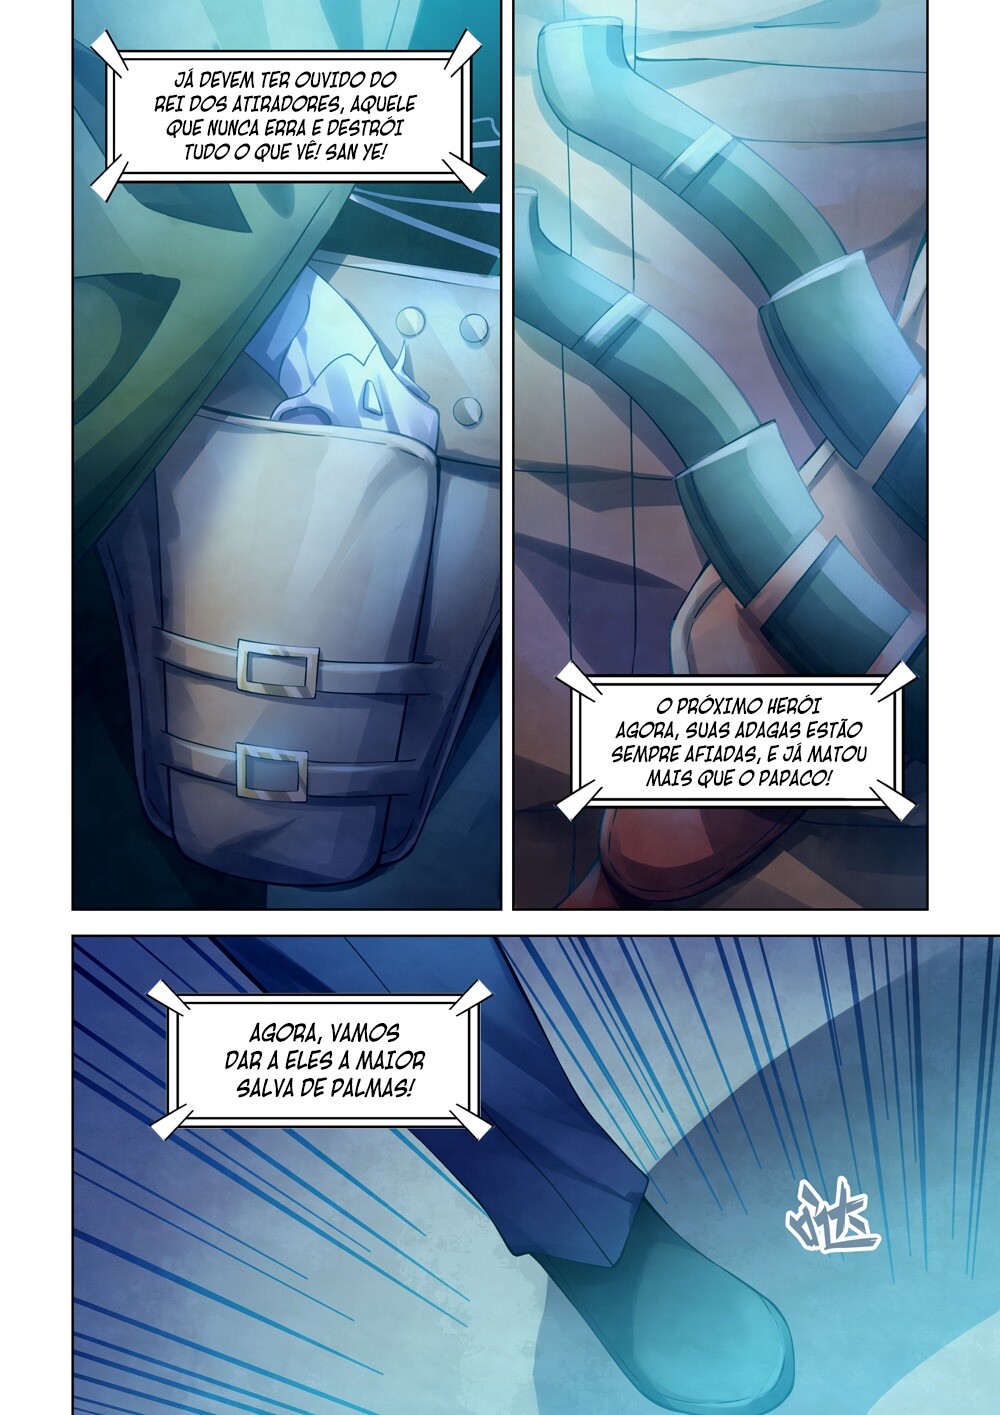 JÁ DEVEM TER OUVIDO DO
REI DOS ATIRADORES, AQUELE
QUE NUNCA ERRA E DESTRÓI
TUDO O QUE VÊ! SAN YE!
O PRÓXIMO HERÓI
AGORA, SUAS ADAGAS ESTÃO
SEMPRE AFIADAS, E JÁ MATOU
MAIS QUE O PAPACO!
AGORA, VAMOS
DAR A ELES A MAIOR
SALVA DE PALMAS!
哒